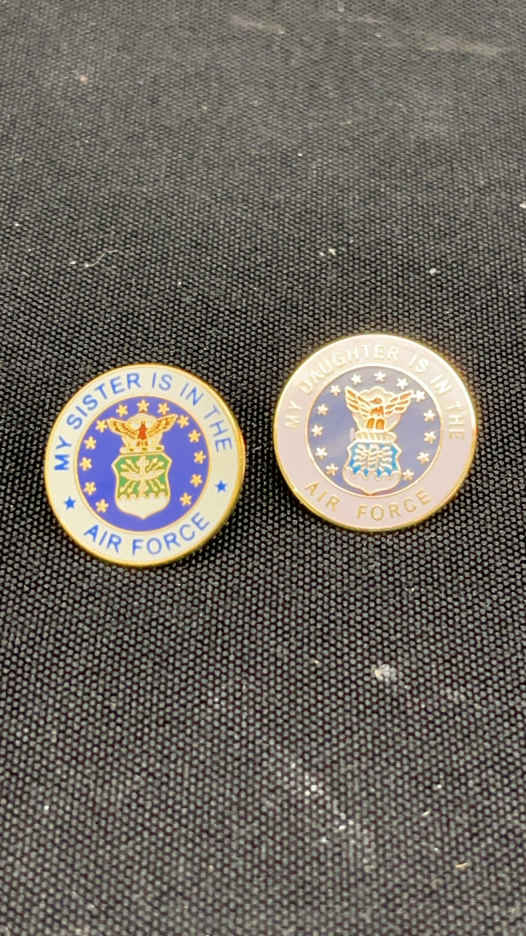 MY SISTER IS IN THE
AIR FORCE
MY DAUGHTER IS IN THE
AIR FORCE